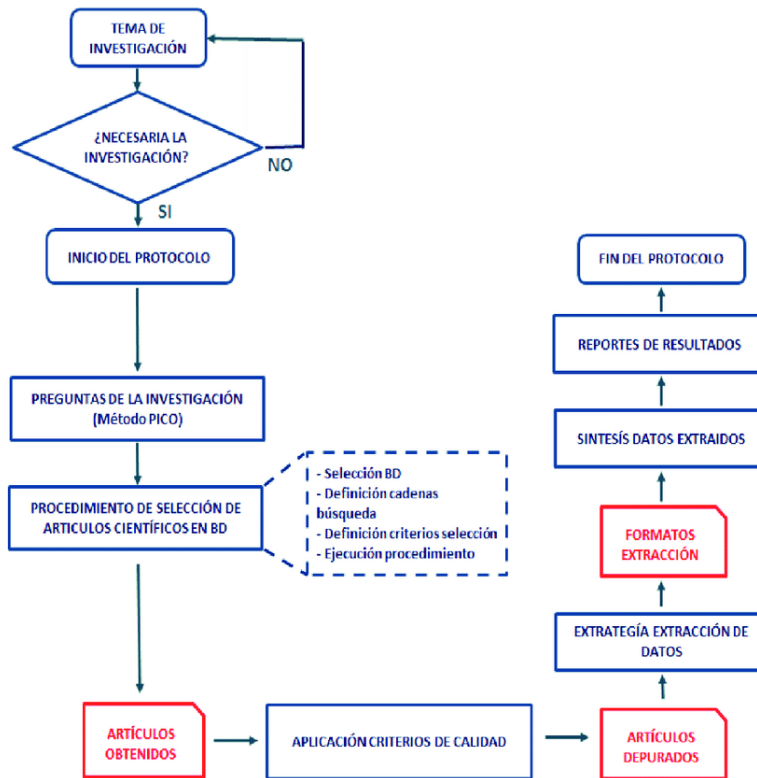 TEMA DE
INVESTIGACIÓN
¿NECESARIA LA
INVESTIGACIÓN?
NO
SI
INICIO DEL PROTOCOLO
PREGUNTAS DE LA INVESTIGACIÓN
(Método PICO)
PROCEDIMIENTO DE SELECCIÓN DE
ARTICULOS CIENTÍFICOS EN BD
- Selección BD
- Definición cadenas
búsqueda
- Definición criterios selección
- Ejecución procedimiento
ARTÍCULOS
OBTENIDOS
APLICACIÓN CRITERIOS DE CALIDAD
ARTÍCULOS
DEPURADOS
EXTRATEGÍA EXTRACCIÓN DE
DATOS
FORMATOS
EXTRACCIÓN
SINTESÍS DATOS EXTRAIDOS
REPORTES DE RESULTADOS
FIN DEL PROTOCOLO